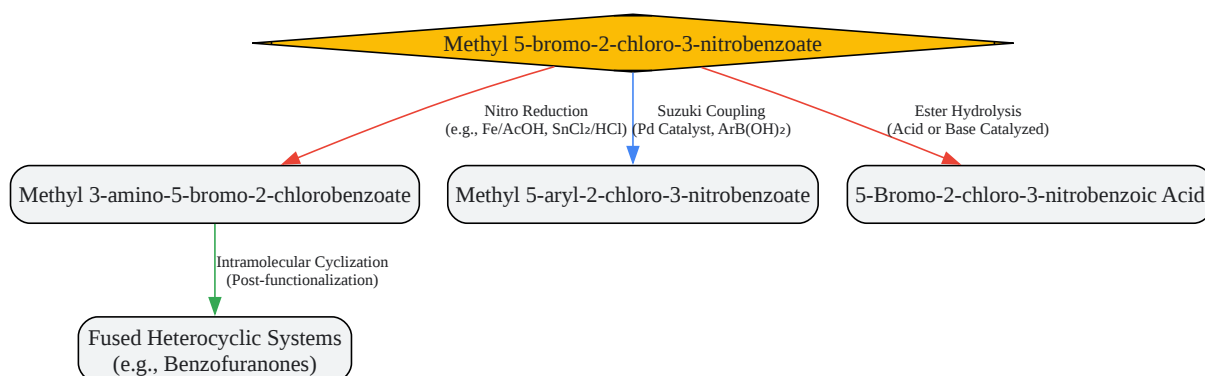 Methyl 5-bromo-2-chloro-3-nitrobenzoate
Nitro Reduction
(e.g., Fe/AcOH, SnCl₂/HCl)
Suzuki Coupling
(Pd Catalyst, ArB(OH)₂)
Ester Hydrolysis
(Acid or Base Catalyzed)
Methyl 3-amino-5-bromo-2-chlorobenzoate
Methyl 5-aryl-2-chloro-3-nitrobenzoate
5-Bromo-2-chloro-3-nitrobenzoic Acid
Intramolecular Cyclization
(Post-functionalization)
Fused Heterocyclic Systems
(e.g., Benzofuranones)